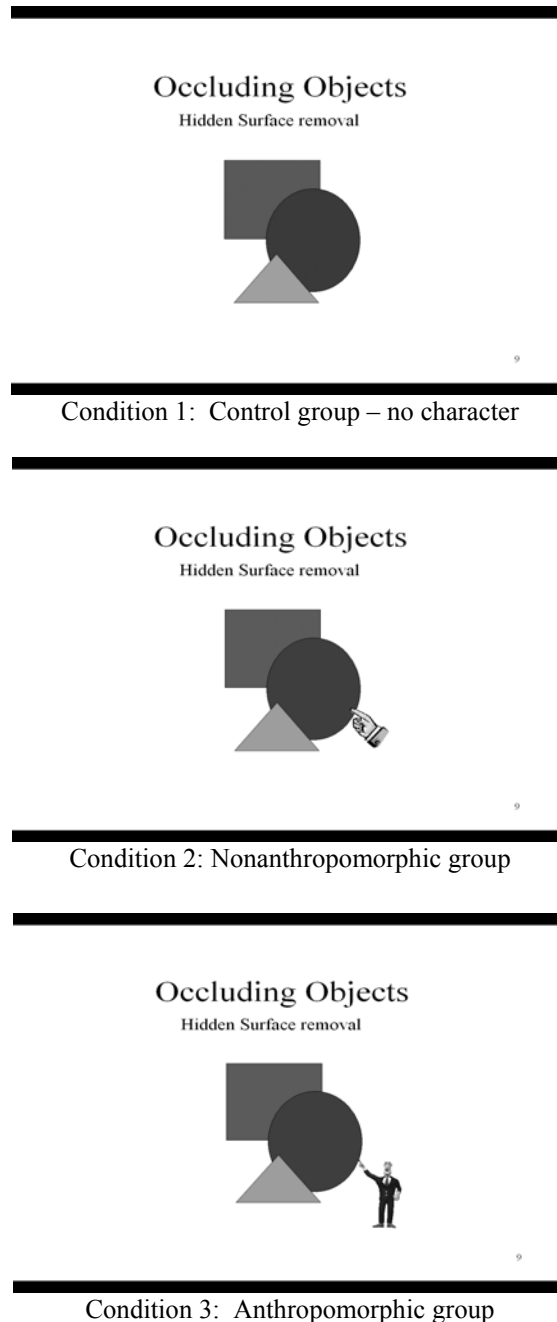 Occluding Objects
Hidden Surface removal
9
Condition 1: Control group – no character
Occluding Objects
Hidden Surface removal
9
Condition 2: Nonanthropomorphic group
Occluding Objects
Hidden Surface removal
9
Condition 3: Anthropomorphic group